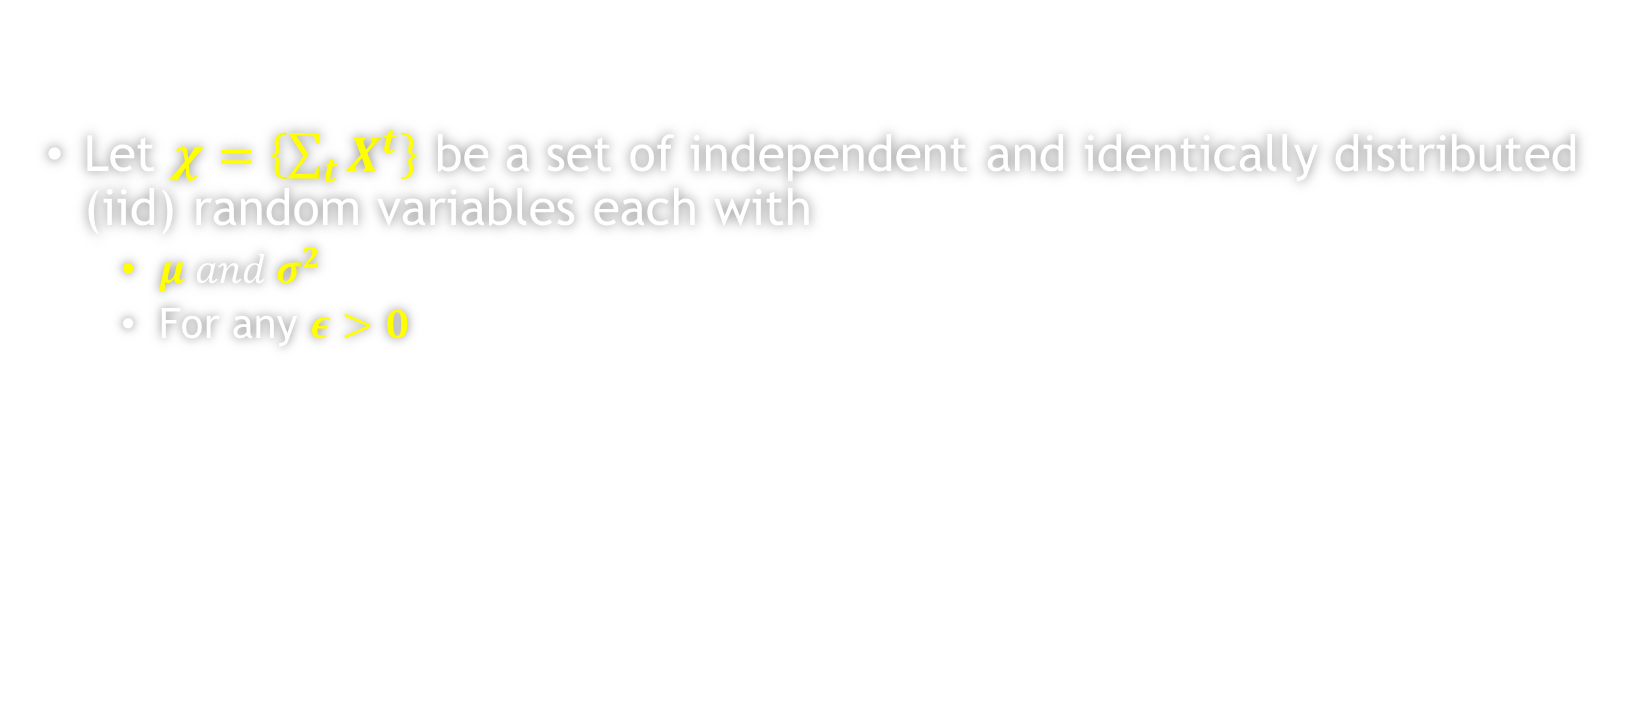 • Let 𝝌 = {∑ₜ Xᵗ} be a set of independent and identically distributed
(iid) random variables each with
• μ and σ²
• For any ϵ > 0